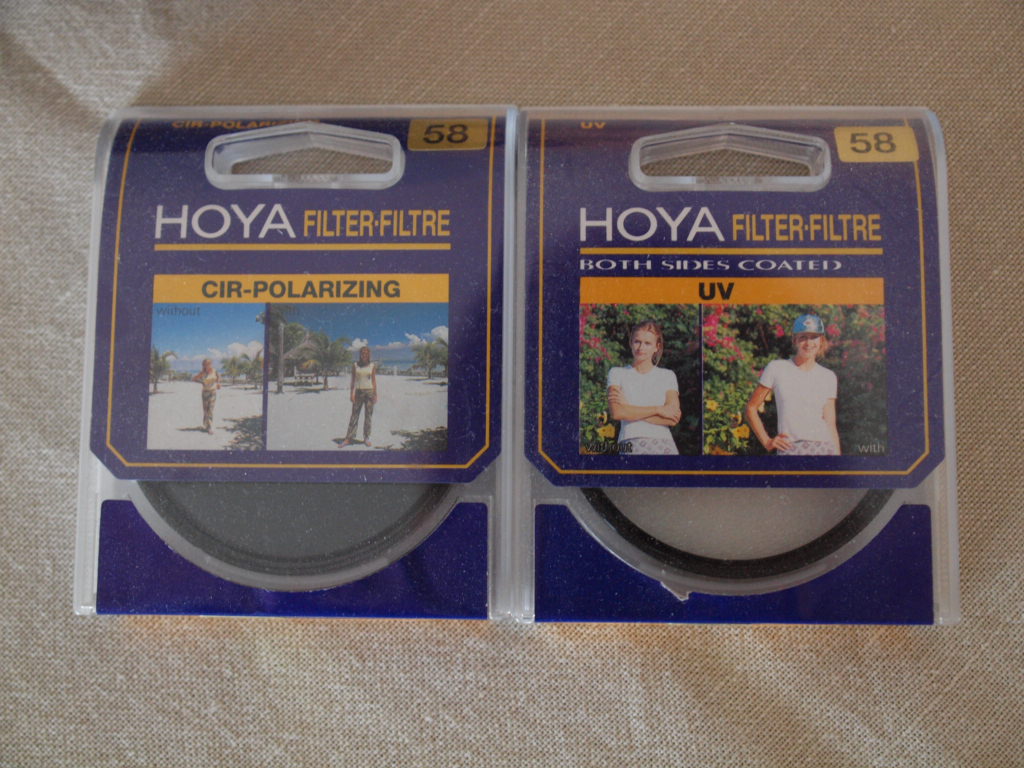 CIR-POLARIZING
58
HOYA FILTER·FILTRE
CIR-POLARIZING
without
with
UV
58
HOYA FILTER·FILTRE
BOTH SIDES COATED
UV
without
with